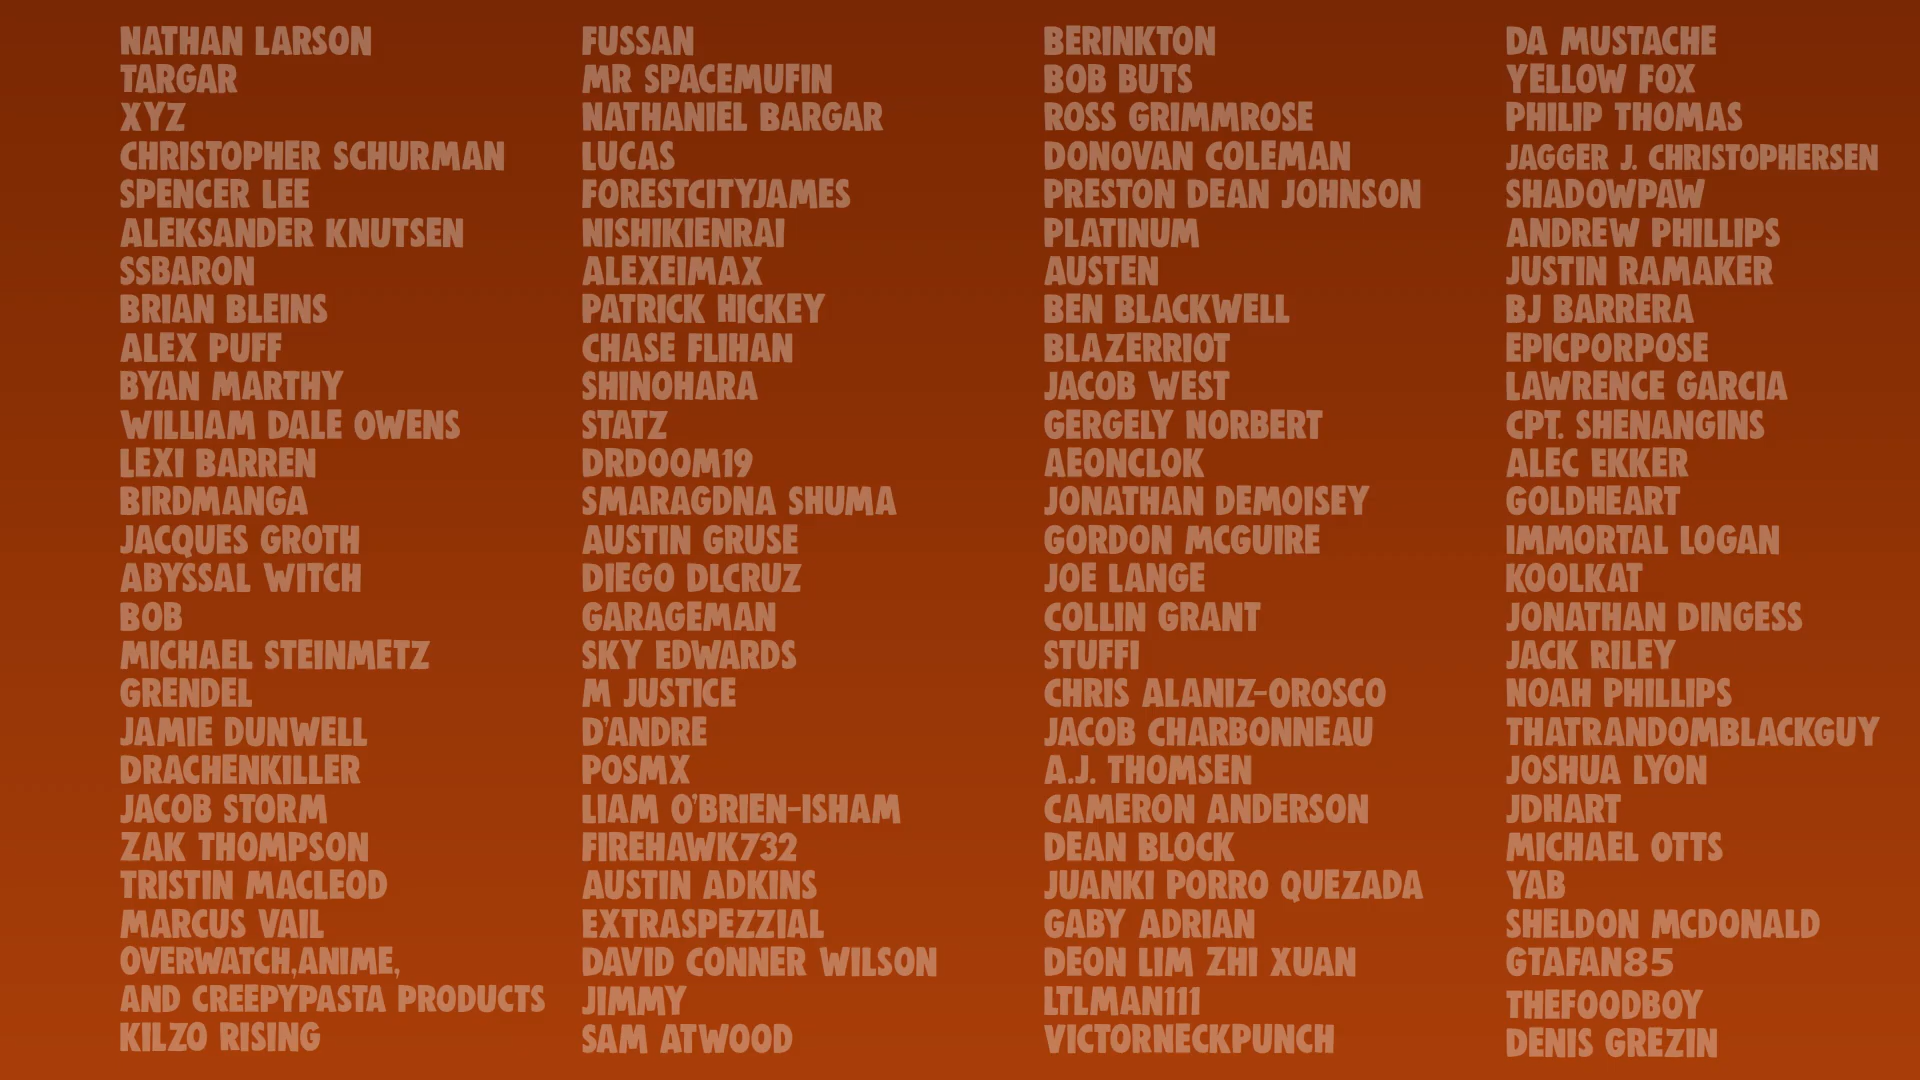 NATHAN LARSON
TARGAR
XYZ
CHRISTOPHER SCHURMAN
SPENCER LEE
ALEKSANDER KNUTSEN
SSBARON
BRIAN BLEINS
ALEX PUFF
BYAN MARTHY
WILLIAM DALE OWENS
LEXI BARREN
BIRDMANGA
JACQUES GROTH
ABYSSAL WITCH
BOB
MICHAEL STEINMETZ
GRENDEL
JAMIE DUNWELL
DRACHENKILLER
JACOB STORM
ZAK THOMPSON
TRISTIN MACLEOD
MARCUS VAIL
OVERWATCH,ANIME,
AND CREEPYPASTA PRODUCTS
KILZO RISING
FUSSAN
MR SPACEMUFIN
NATHANIEL BARGAR
LUCAS
FORESTCITYJAMES
NISHIKIENRAI
ALEXEIMAX
PATRICK HICKEY
CHASE FLIHAN
SHINOHARA
STATZ
DRDOOM19
SMARAGDNA SHUMA
AUSTIN GRUSE
DIEGO DLCRUZ
GARAGEMAN
SKY EDWARDS
M JUSTICE
D'ANDRE
POSMX
LIAM O'BRIEN-ISHAM
FIREHAWK732
AUSTIN ADKINS
EXTRASPEZZIAL
DAVID CONNER WILSON
JIMMY
SAM ATWOOD
BERINKTON
BOB BUTS
ROSS GRIMMROSE
DONOVAN COLEMAN
PRESTON DEAN JOHNSON
PLATINUM
AUSTEN
BEN BLACKWELL
BLAZERRIOT
JACOB WEST
GERGELY NORBERT
AEONCLOK
JONATHAN DEMOISEY
GORDON MCGUIRE
JOE LANGE
COLLIN GRANT
STUFFI
CHRIS ALANIZ-OROSCO
JACOB CHARBONNEAU
A.J. THOMSEN
CAMERON ANDERSON
DEAN BLOCK
JUANKI PORRO QUEZADA
GABY ADRIAN
DEON LIM ZHI XUAN
LTLMAN111
VICTORNECKPUNCH
DA MUSTACHE
YELLOW FOX
PHILIP THOMAS
JAGGER J. CHRISTOPHERSEN
SHADOWPAW
ANDREW PHILLIPS
JUSTIN RAMAKER
BJ BARRERA
EPICPORPOSE
LAWRENCE GARCIA
CPT. SHENANGINS
ALEC EKKER
GOLDHEART
IMMORTAL LOGAN
KOOLKAT
JONATHAN DINGESS
JACK RILEY
NOAH PHILLIPS
THATRANDOMBLACKGUY
JOSHUA LYON
JDHART
MICHAEL OTTS
YAB
SHELDON MCDONALD
GTAFAN85
THEFOODBOY
DENIS GREZIN